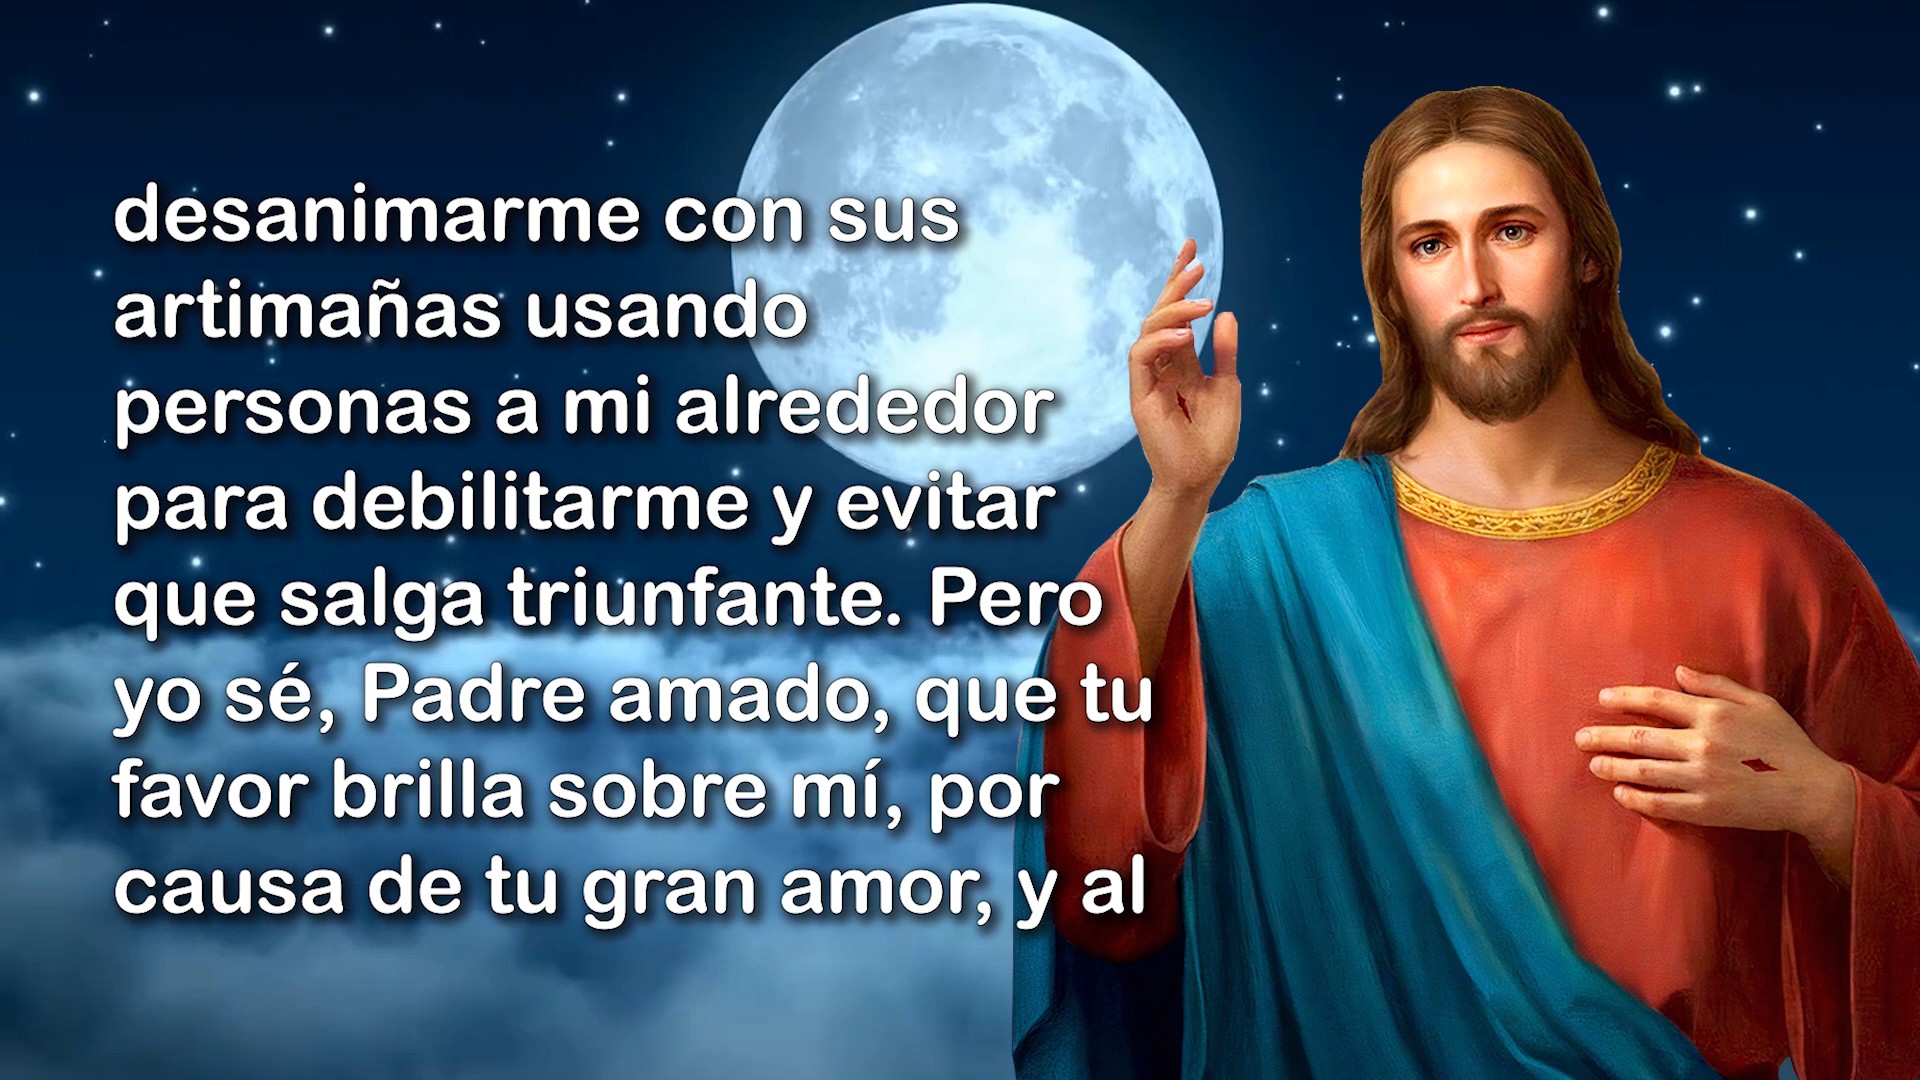 desanimarme con sus
artimañas usando
personas a mi alrededor
para debilitarme y evitar
que salga triunfante. Pero
yo sé, Padre amado, que tu
favor brilla sobre mí, por
causa de tu gran amor, y al